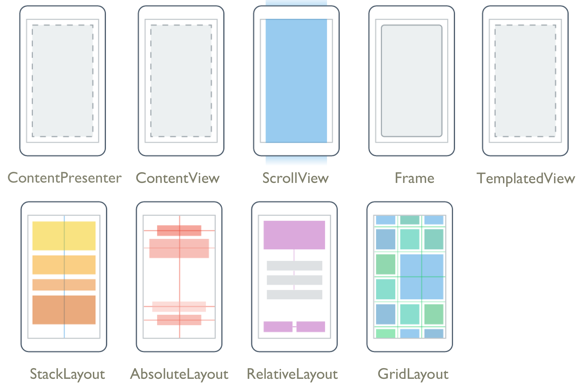 ContentPresenter ContentView ScrollView Frame TemplatedView
StackLayout AbsoluteLayout RelativeLayout GridLayout